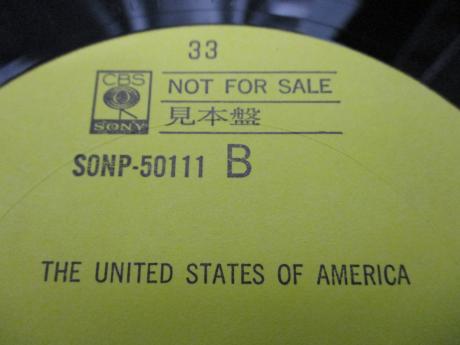 33
CBS
SONY
NOT FOR SALE
見本盤
SONP-50111 B
THE UNITED STATES OF AMERICA